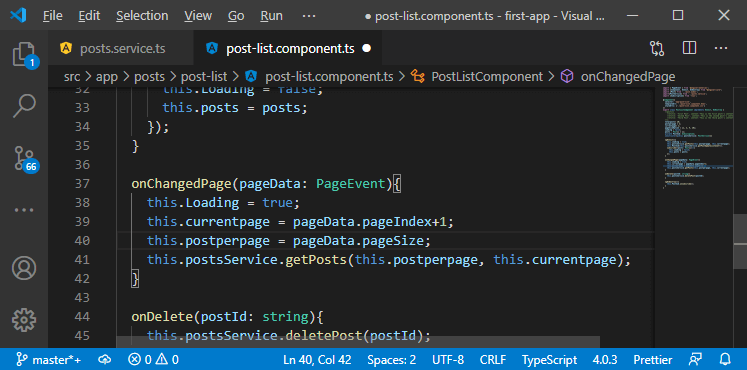 File Edit Selection View Go Run ··· ● post-list.component.ts - first-app - Visual ...
posts.service.ts post-list.component.ts ●
src > app > posts > post-list > post-list.component.ts > PostListComponent > onChangedPage
1
66
32 this.Loading = false;
33 this.posts = posts;
34 });
35 }
36
37 onChangedPage(pageData: PageEvent){
38 this.Loading = true;
39 this.currentpage = pageData.pageIndex+1;
40 this.postperpage = pageData.pageSize;
41 this.postsService.getPosts(this.postperpage, this.currentpage);
42 }
43
44 onDelete(postId: string){
45 this.postsService.deletePost(postId);
master*+ 0 0 Ln 40, Col 42 Spaces: 2 UTF-8 CRLF TypeScript 4.0.3 Prettier